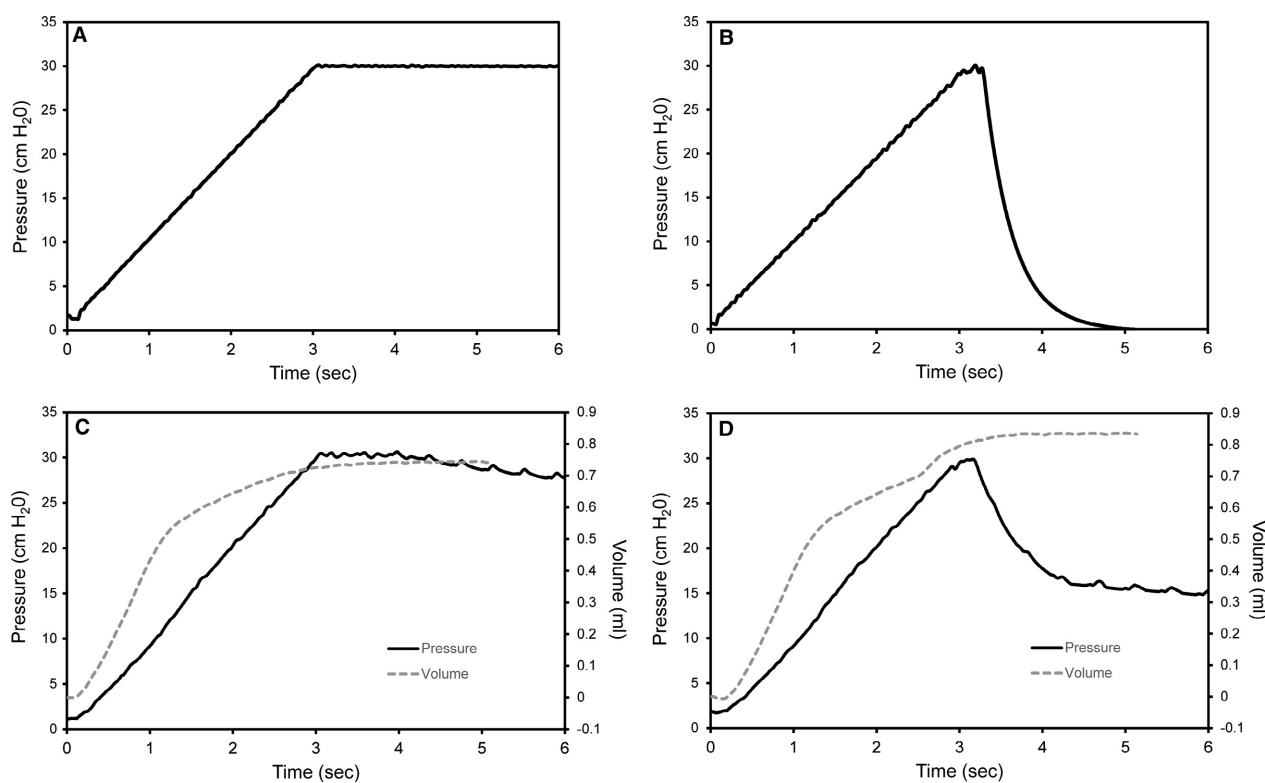 A
35
30
25
20
15
10
5
0
Pressure (cm H20)
0 1 2 3 4 5 6
Time (sec)
B
35
30
25
20
15
10
5
0
Pressure (cm H20)
0 1 2 3 4 5 6
Time (sec)
C
35
30
25
20
15
10
5
0
Pressure (cm H20)
0.9
0.8
0.7
0.6
0.5
0.4
0.3
0.2
0.1
0
-0.1
Volume (ml)
Pressure
Volume
0 1 2 3 4 5 6
Time (sec)
D
35
30
25
20
15
10
5
0
Pressure (cm H20)
0.9
0.8
0.7
0.6
0.5
0.4
0.3
0.2
0.1
0
-0.1
Volume (ml)
Pressure
Volume
0 1 2 3 4 5 6
Time (sec)